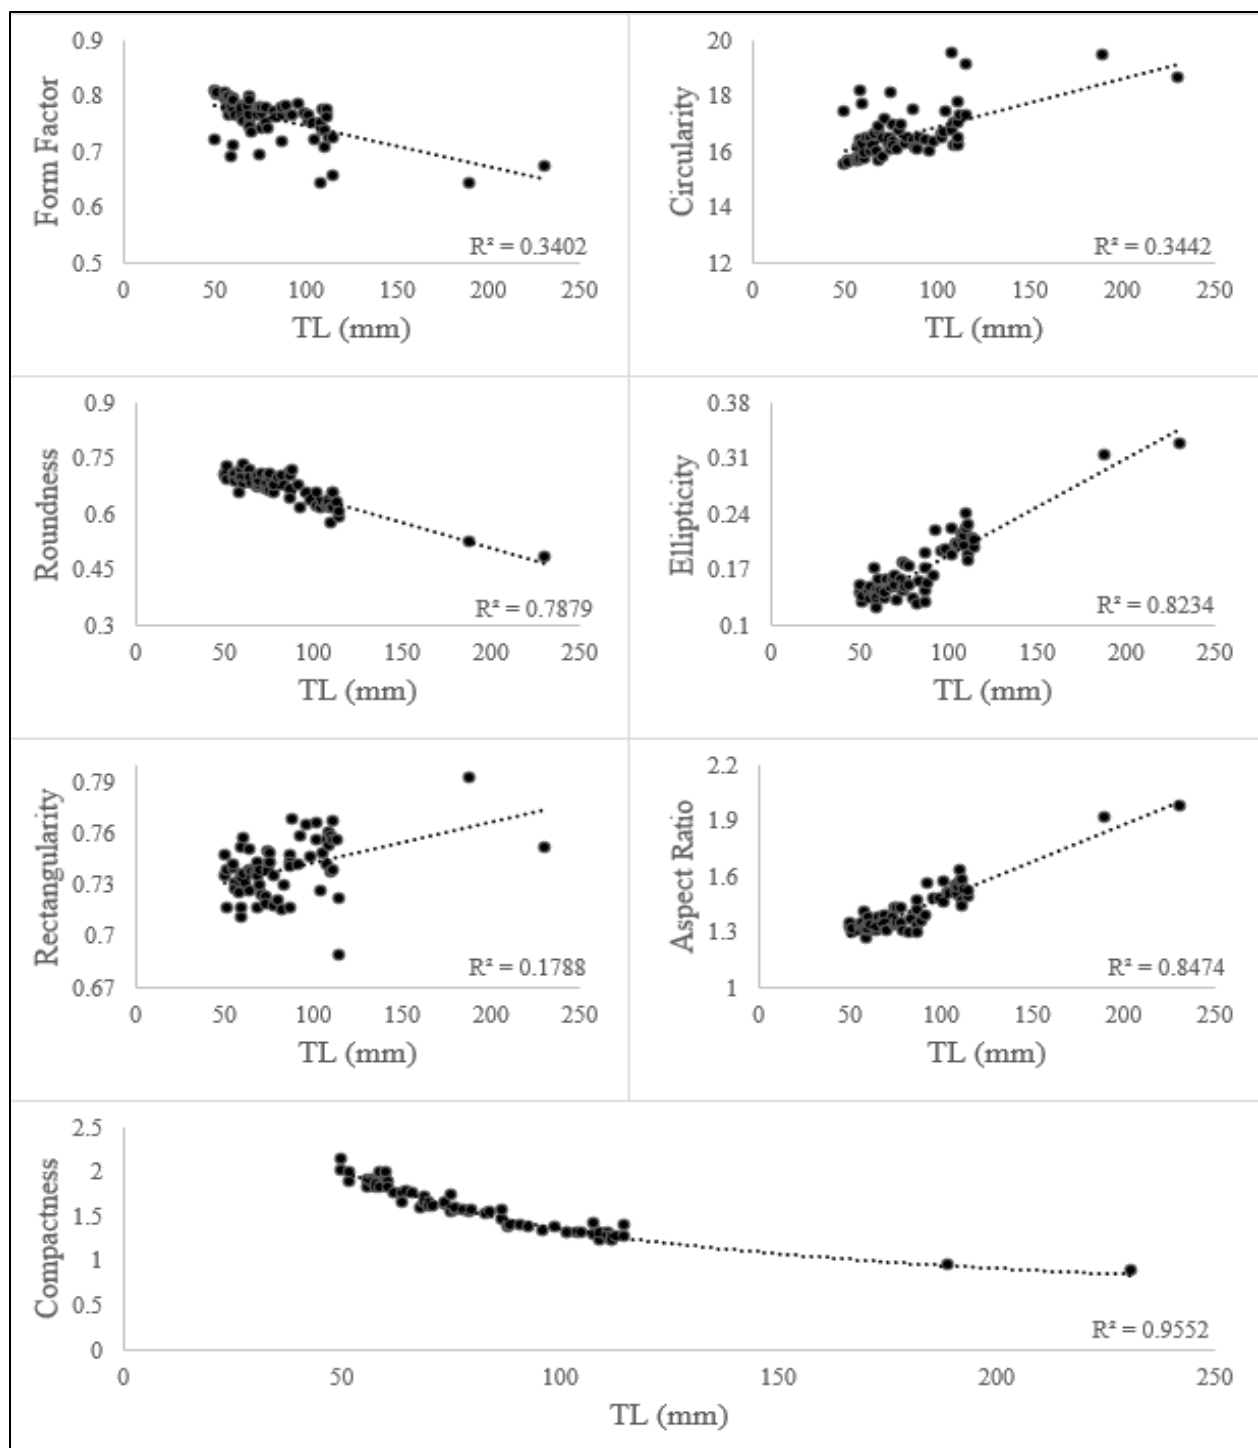 0.9
0.8
0.7
0.6
0.5
Form Factor
R² = 0.3402
0 50 100 150 200 250
TL (mm)
20
18
16
14
12
Circularity
R² = 0.3442
0 50 100 150 200 250
TL (mm)
0.9
0.75
0.6
0.45
0.3
Roundness
R² = 0.7879
0 50 100 150 200 250
TL (mm)
0.38
0.31
0.24
0.17
0.1
Ellipticity
R² = 0.8234
0 50 100 150 200 250
TL (mm)
0.79
0.76
0.73
0.7
0.67
Rectangularity
R² = 0.1788
0 50 100 150 200 250
TL (mm)
2.2
1.9
1.6
1.3
1
Aspect Ratio
R² = 0.8474
0 50 100 150 200 250
TL (mm)
2.5
2
1.5
1
0.5
0
Compactness
R² = 0.9552
0 50 100 150 200 250
TL (mm)